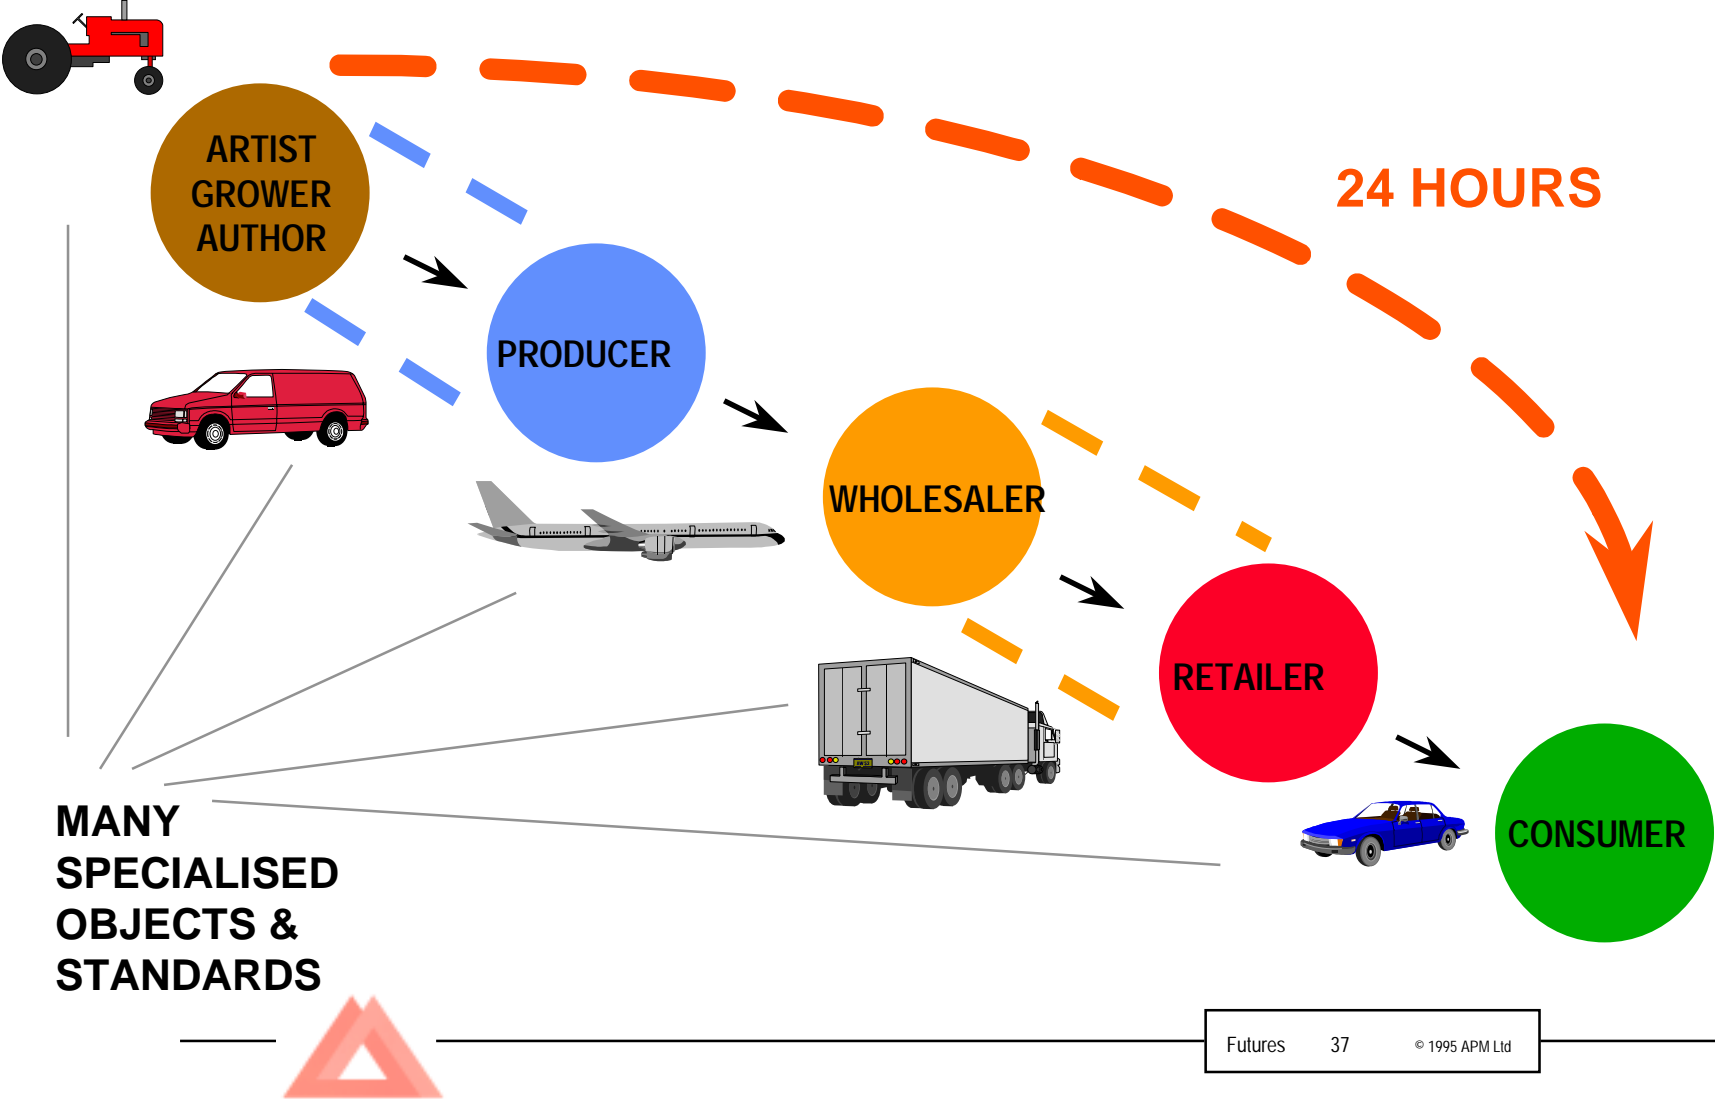 ARTIST
GROWER
AUTHOR
24 HOURS
PRODUCER
WHOLESALER
RETAILER
CONSUMER
MANY
SPECIALISED
OBJECTS &
STANDARDS
Futures 37 © 1995 APM Ltd